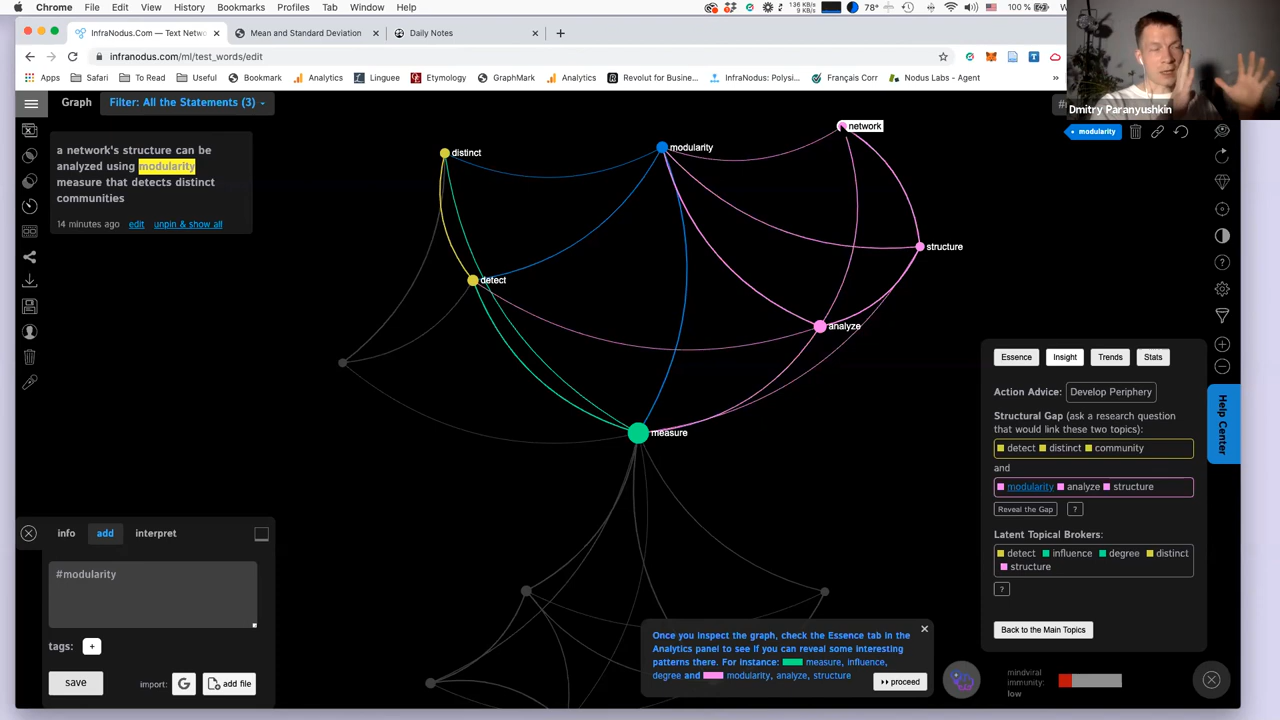 Chrome File Edit View History Bookmarks Profiles Tab Window Help
136 KB/s
8 KB/s
78° 100 %
InfraNodus.Com — Text Netw × Mean and Standard Deviation × Daily Notes × +
infranodus.com/ml/test_words/edit
Apps Safari To Read Useful Bookmark Analytics Linguee Etymology GraphMark Analytics Revolut for Busine... InfraNodus: Polysi... Français Corr Nodus Labs - Agent
Dmitry Paranyushkin
Graph Filter: All the Statements (3)
modularity
a network's structure can be
analyzed using modularity
measure that detects distinct
communities
14 minutes ago edit unpin & show all
network
modularity
distinct
structure
detect
analyze
measure
Essence Insight Trends Stats
Action Advice: Develop Periphery
Structural Gap (ask a research question
that would link these two topics):
detect distinct community
and
modularity analyze structure
Reveal the Gap ?
Latent Topical Brokers:
detect influence degree distinct
structure
?
Back to the Main Topics
Help Center
info add interpret
#modularity
tags: +
save import: G add file
Once you inspect the graph, check the Essence tab in the
Analytics panel to see if you can reveal some interesting
patterns there. For instance: measure, influence,
degree and modularity, analyze, structure
proceed
mindviral
immunity:
low